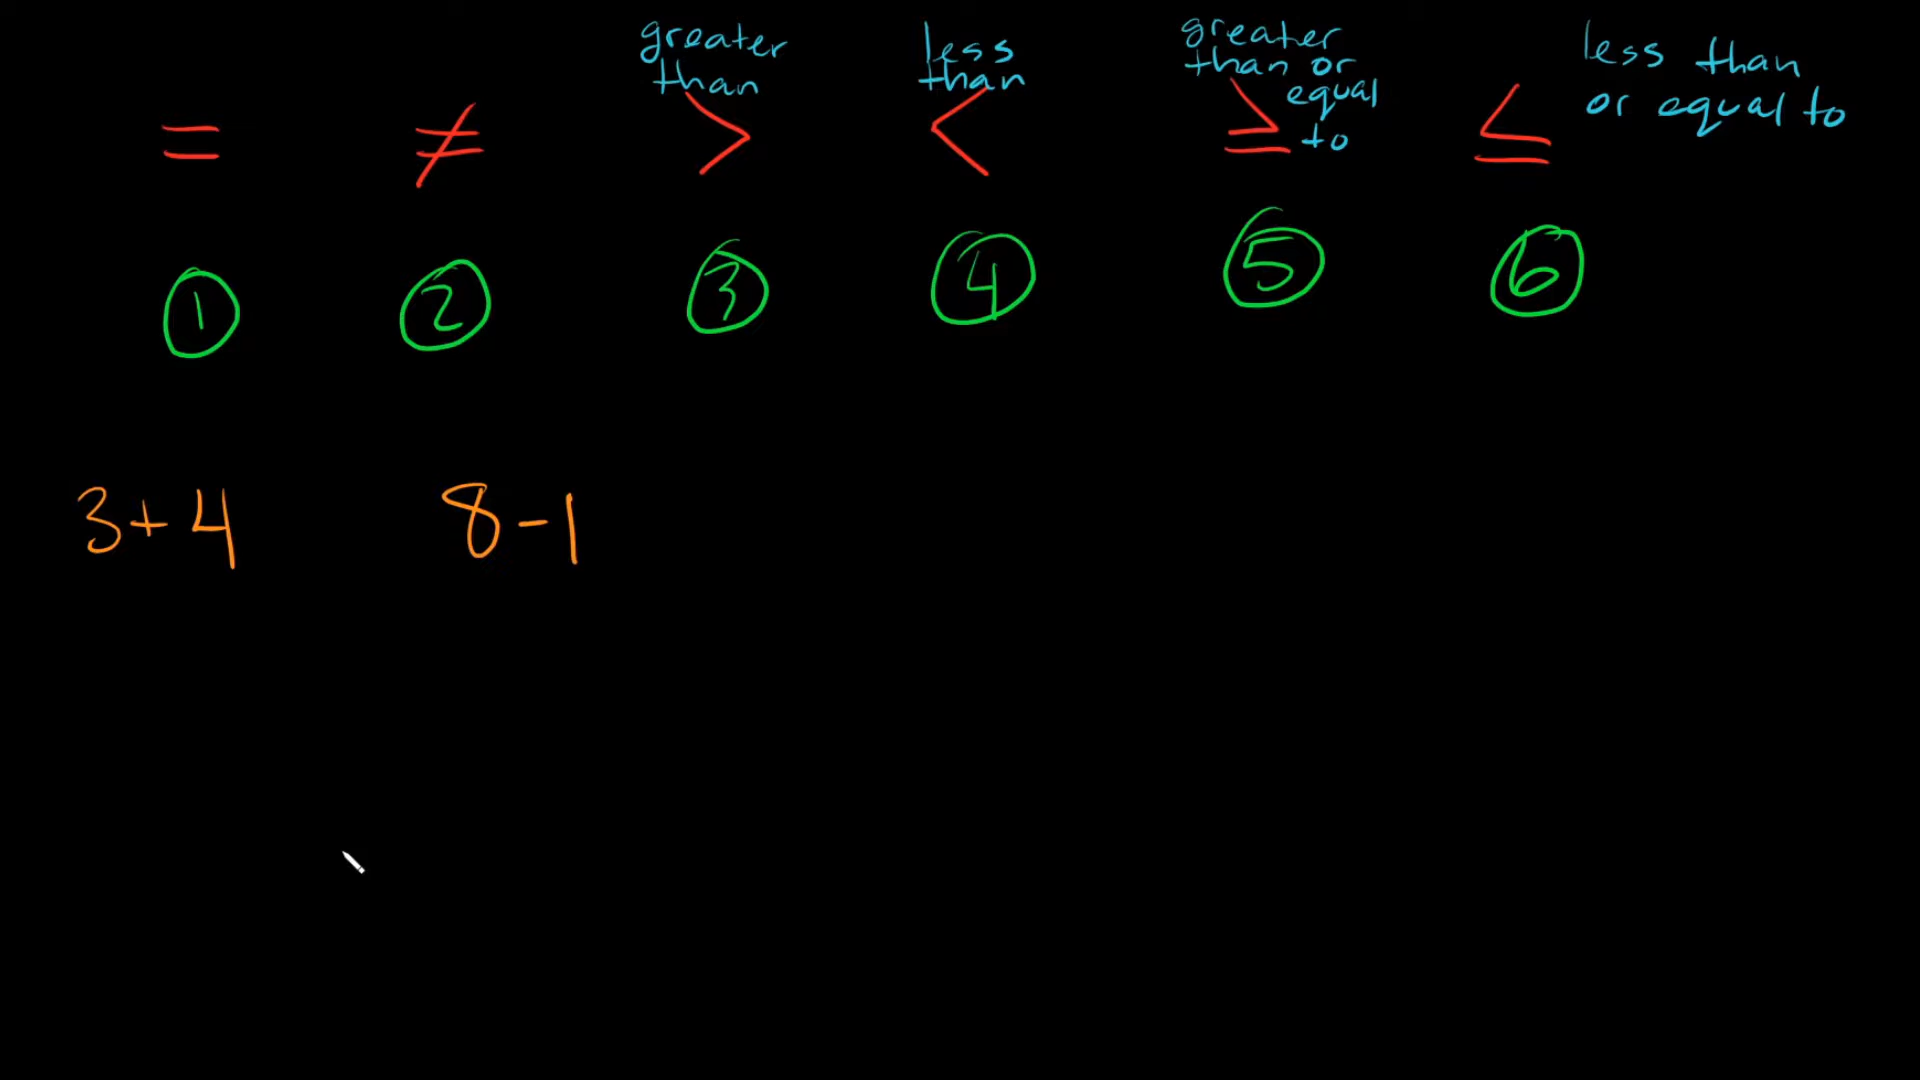 greater
than
less
than
greater
than or
equal
to
less than
or equal to
= ≠ > < ≥ ≤
1 2 3 4 5 6
3+4 8-1